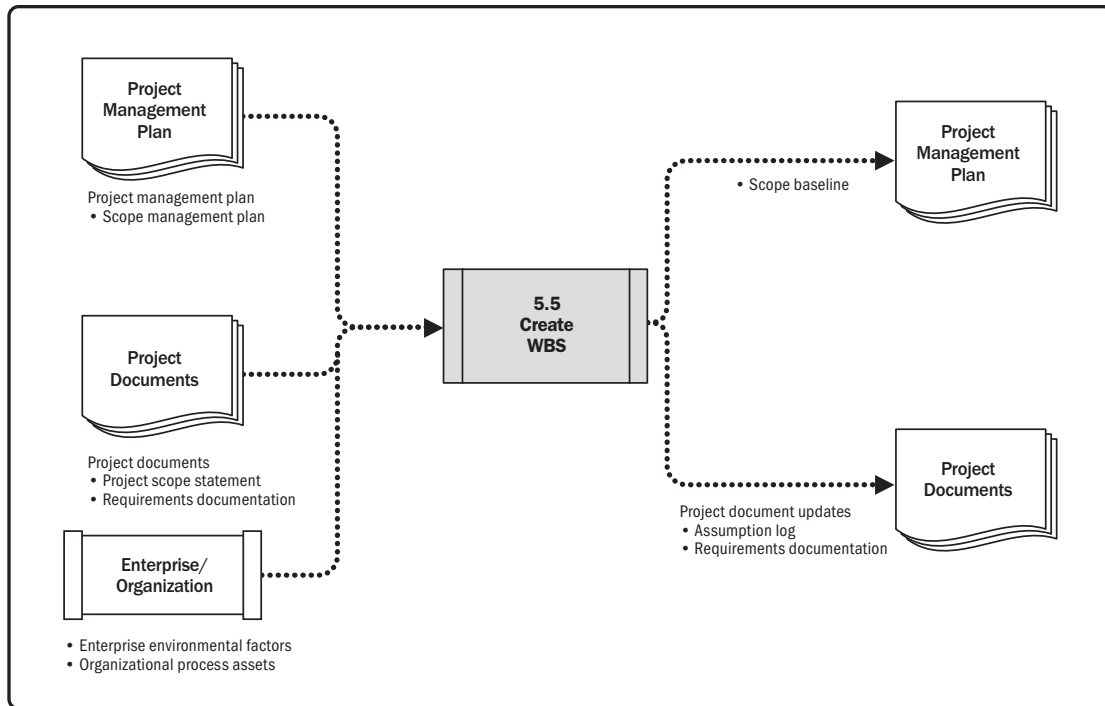 Project
Management
Plan
Project management plan
• Scope management plan
Project
Documents
Project documents
• Project scope statement
• Requirements documentation
Enterprise/
Organization
• Enterprise environmental factors
• Organizational process assets
5.5
Create
WBS
• Scope baseline
Project
Management
Plan
Project document updates
• Assumption log
• Requirements documentation
Project
Documents